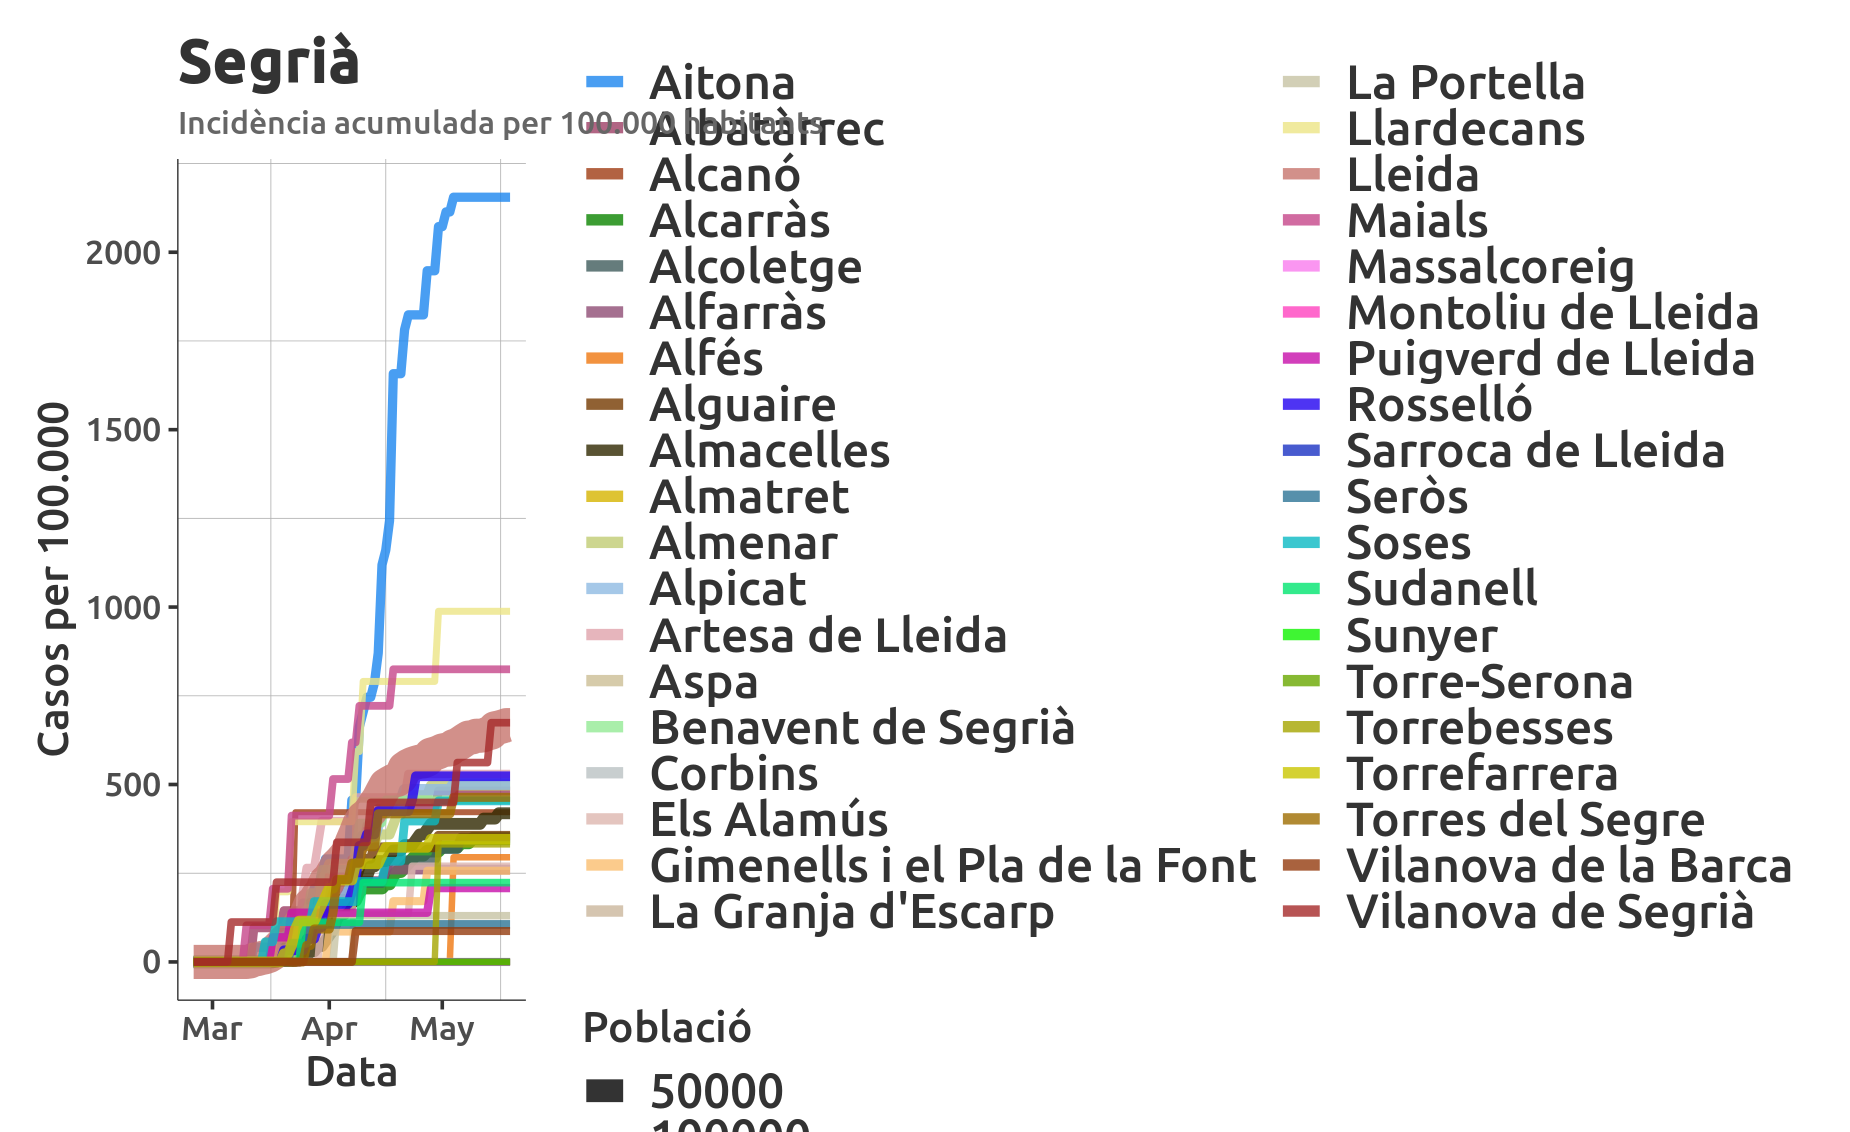 Segrià
Incidència acumulada per 100.000 habitants
Casos per 100.000
2000
1500
1000
500
0
Mar Apr May
Data
Aitona
Albatàrrec
Alcanó
Alcarràs
Alcoletge
Alfarràs
Alfés
Alguaire
Almacelles
Almatret
Almenar
Alpicat
Artesa de Lleida
Aspa
Benavent de Segrià
Corbins
Els Alamús
Gimenells i el Pla de la Font
La Granja d'Escarp
La Portella
Llardecans
Lleida
Maials
Massalcoreig
Montoliu de Lleida
Puigverd de Lleida
Rosselló
Sarroca de Lleida
Seròs
Soses
Sudanell
Sunyer
Torre-Serona
Torrebesses
Torrefarrera
Torres del Segre
Vilanova de la Barca
Vilanova de Segrià
Població
50000
100000